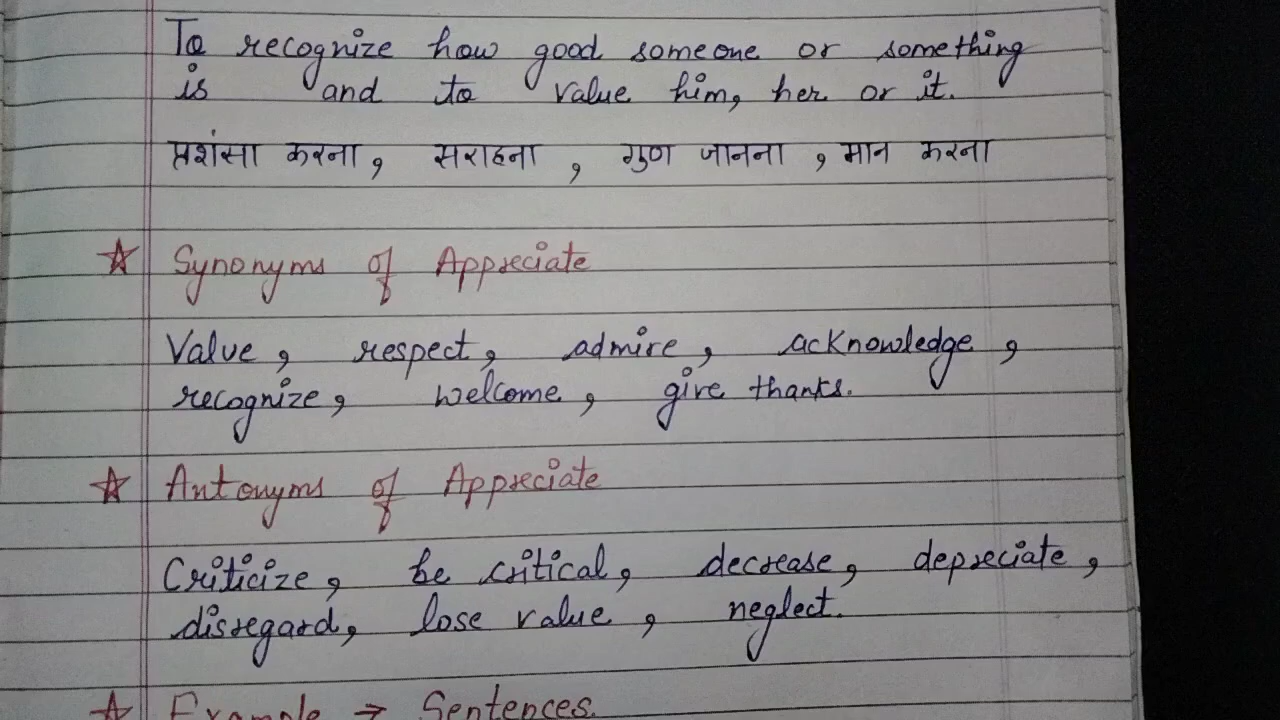 To recognize how good someone or something
is and to value him, her or it.
प्रशंसा करना, सराहना, गुण जानना, मान करना
☆ Synonyms of Appreciate
Value, respect, admire, acknowledge,
recognize, welcome, give thanks.
☆ Antonyms of Appreciate
Criticize, be critical, decrease, depreciate,
disregard, lose value, neglect.
☆ Example → Sentences.